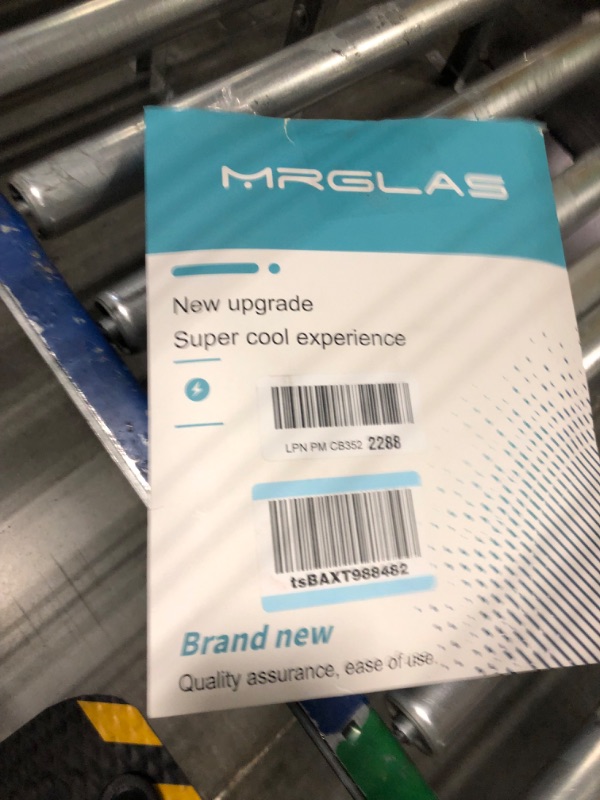 MRGLAS
New upgrade
Super cool experience
LPN PM CB352 2288
tsBAXT988482
Brand new
Quality assurance, ease of use.